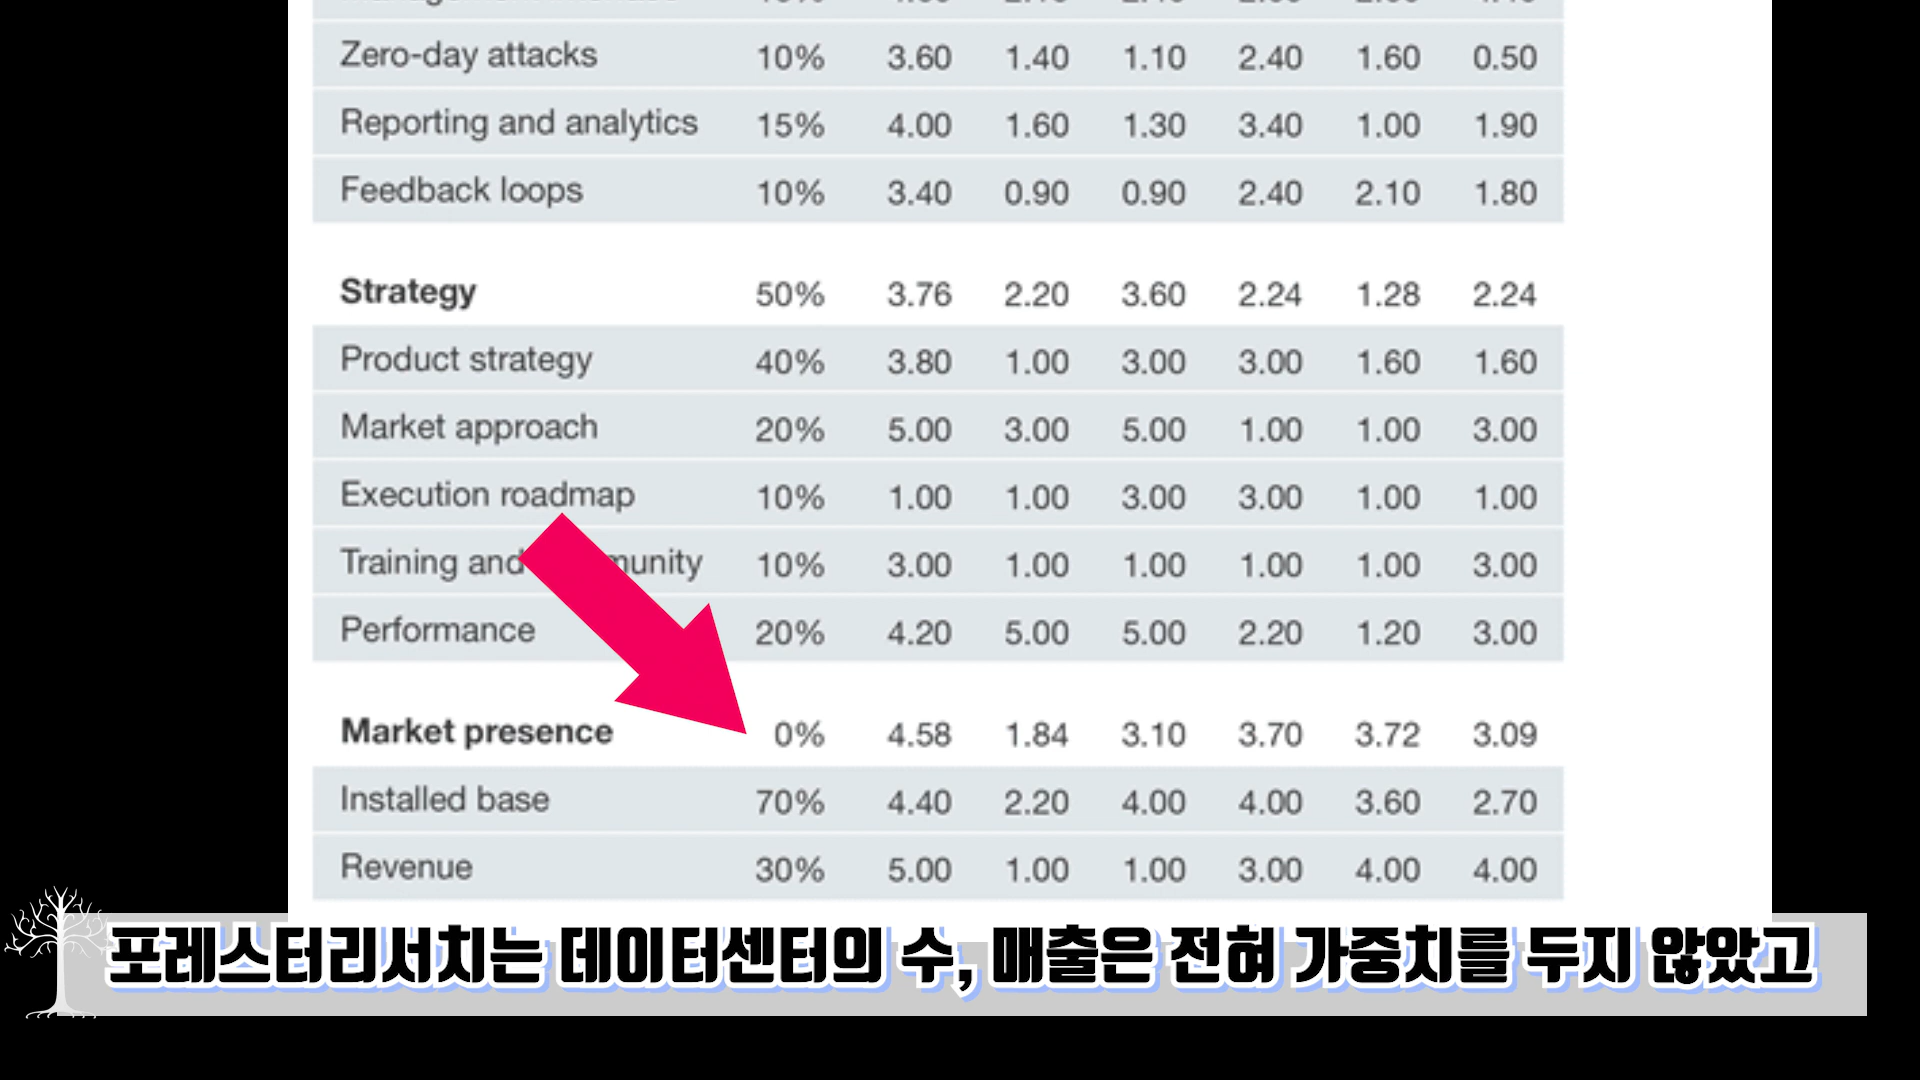 Zero-day attacks 10% 3.60 1.40 1.10 2.40 1.60 0.50
Reporting and analytics 15% 4.00 1.60 1.30 3.40 1.00 1.90
Feedback loops 10% 3.40 0.90 0.90 2.40 2.10 1.80
Strategy 50% 3.76 2.20 3.60 2.24 1.28 2.24
Product strategy 40% 3.80 1.00 3.00 3.00 1.60 1.60
Market approach 20% 5.00 3.00 5.00 1.00 1.00 3.00
Execution roadmap 10% 1.00 1.00 3.00 3.00 1.00 1.00
Training and munity 10% 3.00 1.00 1.00 1.00 1.00 3.00
Performance 20% 4.20 5.00 5.00 2.20 1.20 3.00
Market presence 0% 4.58 1.84 3.10 3.70 3.72 3.09
Installed base 70% 4.40 2.20 4.00 4.00 3.60 2.70
Revenue 30% 5.00 1.00 1.00 3.00 4.00 4.00
포레스터리서치는 데이터센터의 수, 매출은 전혀 가중치를 두지 않았고